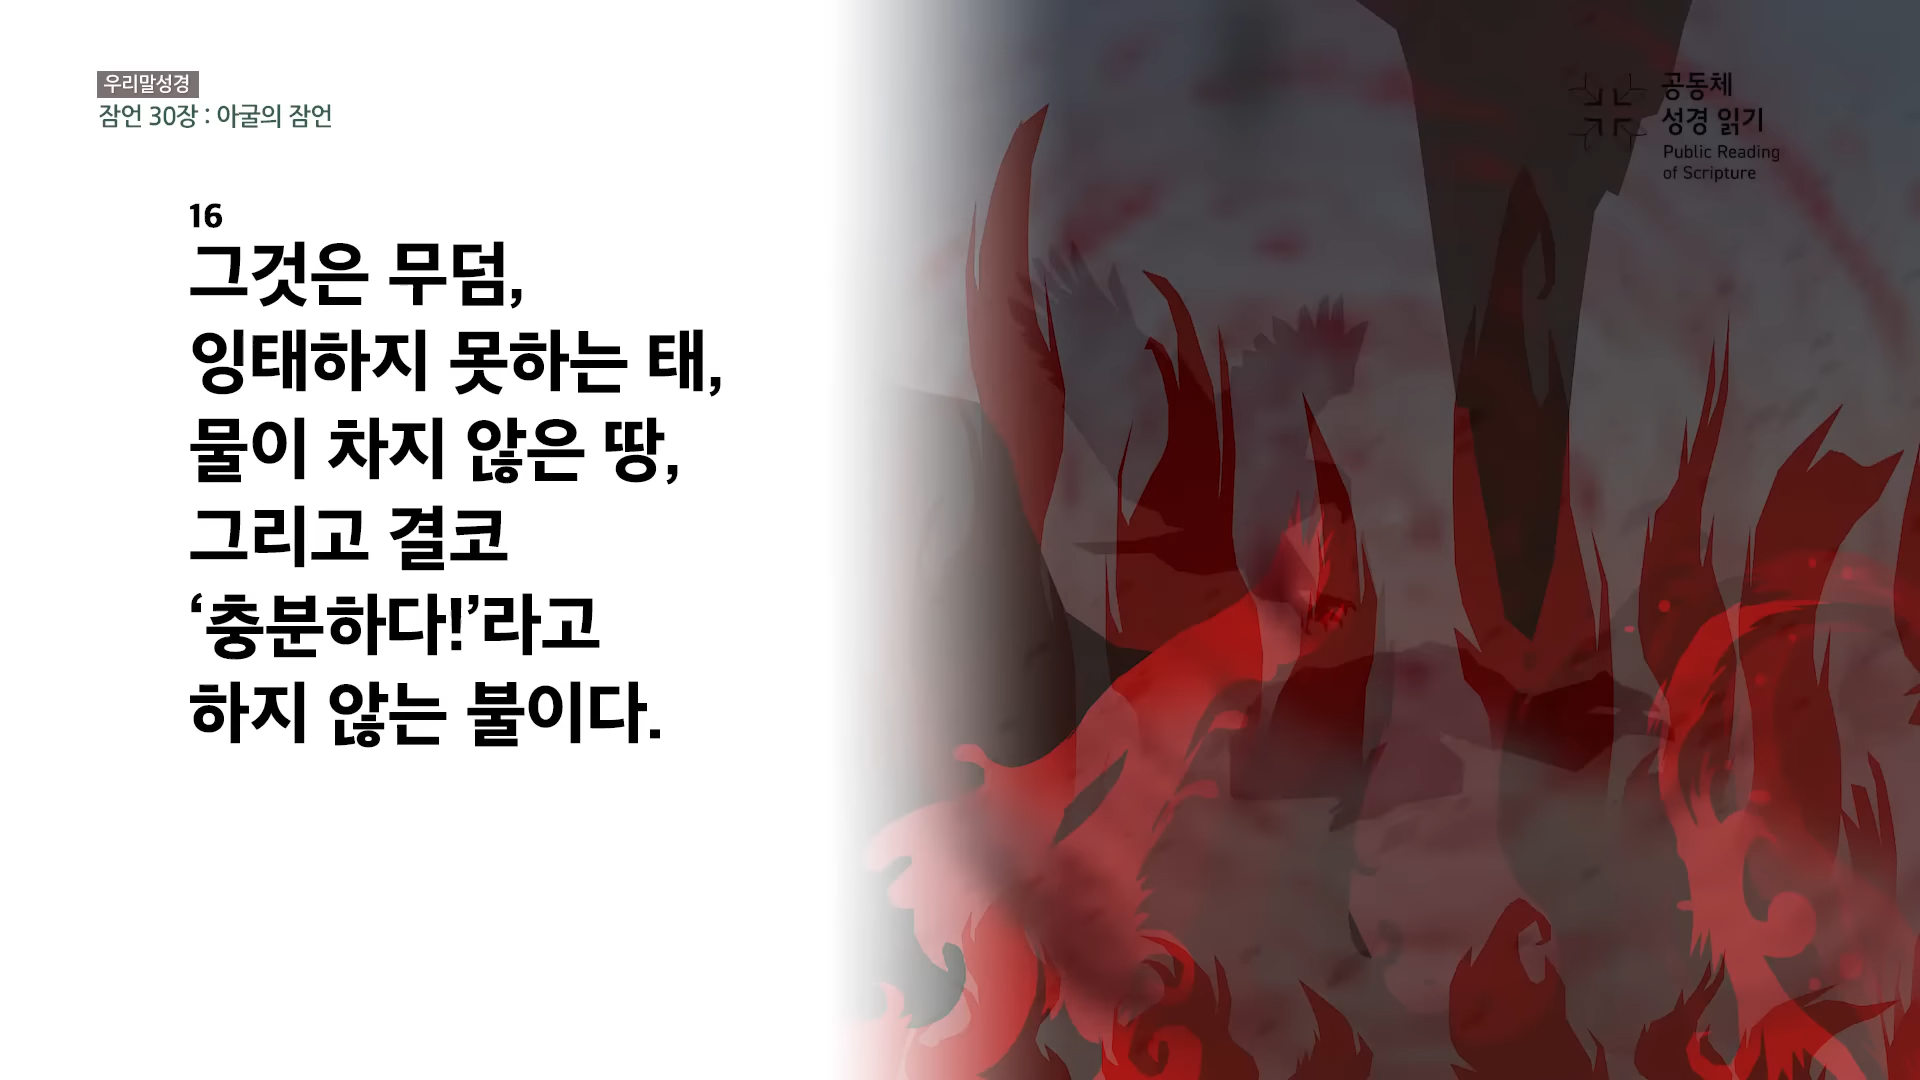 우리말성경
잠언 30장 : 아굴의 잠언
16
그것은 무덤,
잉태하지 못하는 태,
물이 차지 않은 땅,
그리고 결코
‘충분하다!’라고
하지 않는 불이다.
공동체
성경 읽기
Public Reading
of Scripture